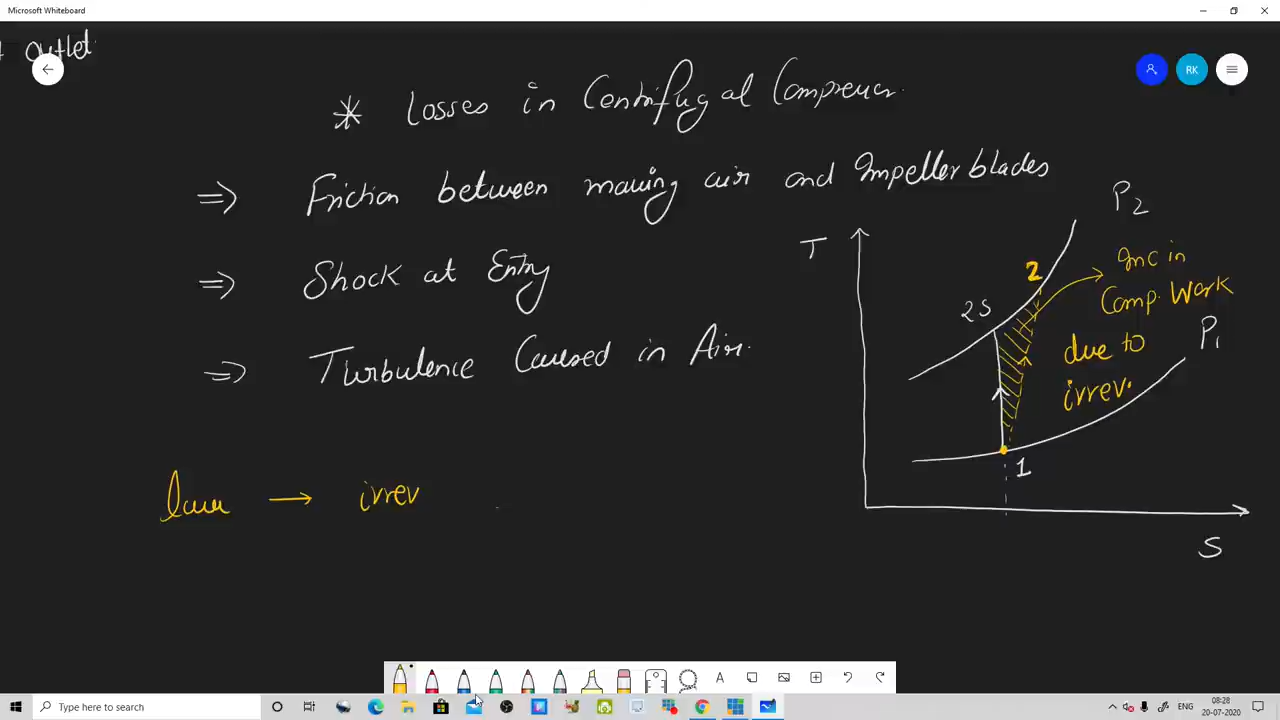 Microsoft Whiteboard
outlet
RK
* Losses in Centrifugal Compressor
⇒ Friction between moving air and Impeller blades
⇒ Shock at Entry
⇒ Turbulence Caused in Air.
T
P2
2
2s
Inc in
Comp. Work
due to
irrev.
P1
1
S
→ irrev
Type here to search
ENG
08:28
20-07-2020